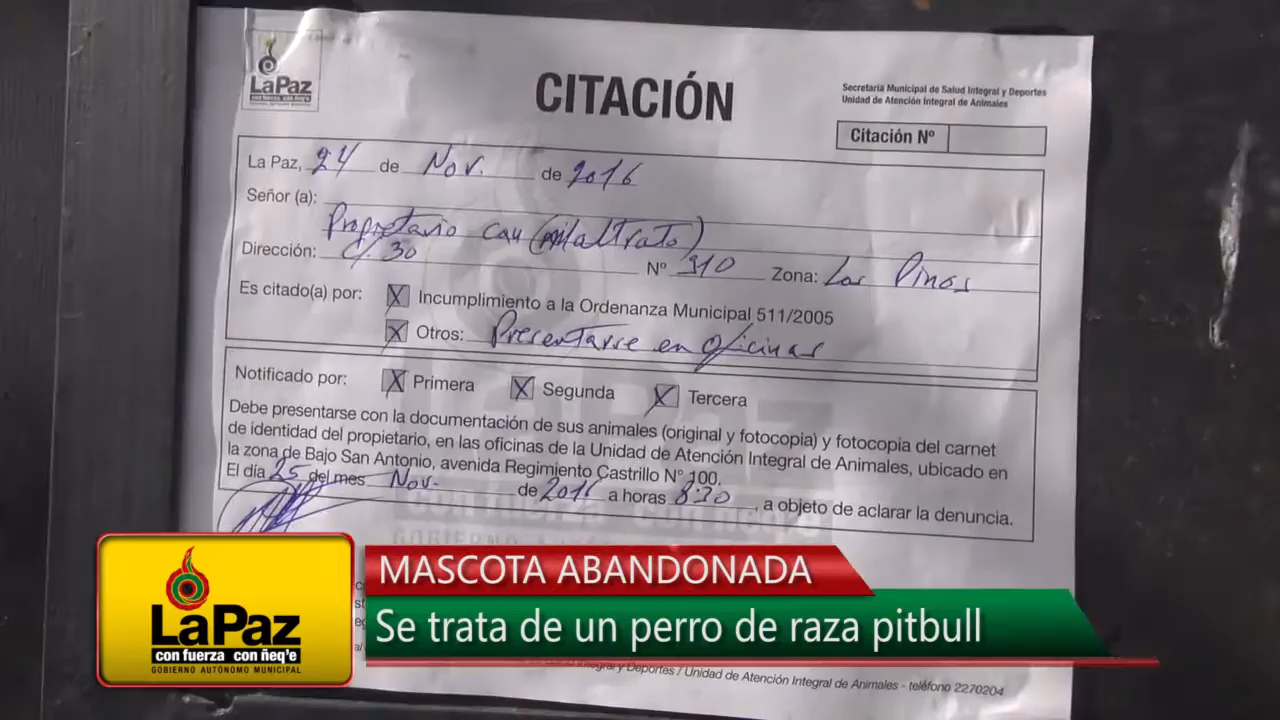 LaPaz
con fuerza con ñeq'e
CITACIÓN
Secretaría Municipal de Salud Integral y Deportes
Unidad de Atención Integral de Animales
Citación Nº
La Paz, 24 de Nov. de 2016
Señor (a):
Propietario can (Maltrato)
Dirección: c/. 30 Nº 310 Zona: Los Pinos
Es citado(a) por: X Incumplimiento a la Ordenanza Municipal 511/2005
X Otros: Presentarse en oficinas
Notificado por: X Primera X Segunda X Tercera
Debe presentarse con la documentación de sus animales (original y fotocopia) y fotocopia del carnet
de identidad del propietario, en las oficinas de la Unidad de Atención Integral de Animales, ubicado en
la zona de Bajo San Antonio, avenida Regimiento Castrillo Nº 100.
El día 25 del mes Nov. de 2016 a horas 8:30, a objeto de aclarar la denuncia.
LaPaz
con fuerza con ñeq'e
GOBIERNO AUTÓNOMO MUNICIPAL
MASCOTA ABANDONADA
Se trata de un perro de raza pitbull
Integral y Deportes / Unidad de Atención Integral de Animales - teléfono 2270204